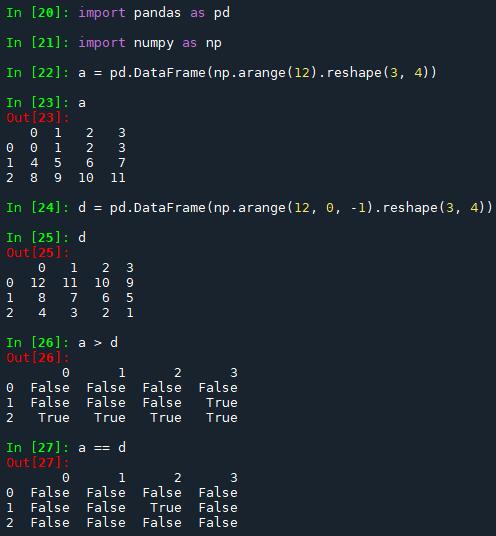 In [20]: import pandas as pd
In [21]: import numpy as np
In [22]: a = pd.DataFrame(np.arange(12).reshape(3, 4))
In [23]: a
Out[23]:
   0  1   2   3
0  0  1   2   3
1  4  5   6   7
2  8  9  10  11
In [24]: d = pd.DataFrame(np.arange(12, 0, -1).reshape(3, 4))
In [25]: d
Out[25]:
    0   1   2  3
0  12  11  10  9
1   8   7   6  5
2   4   3   2  1
In [26]: a > d
Out[26]:
       0      1      2      3
0  False  False  False  False
1  False  False  False   True
2   True   True   True   True
In [27]: a == d
Out[27]:
       0      1      2      3
0  False  False  False  False
1  False  False   True  False
2  False  False  False  False